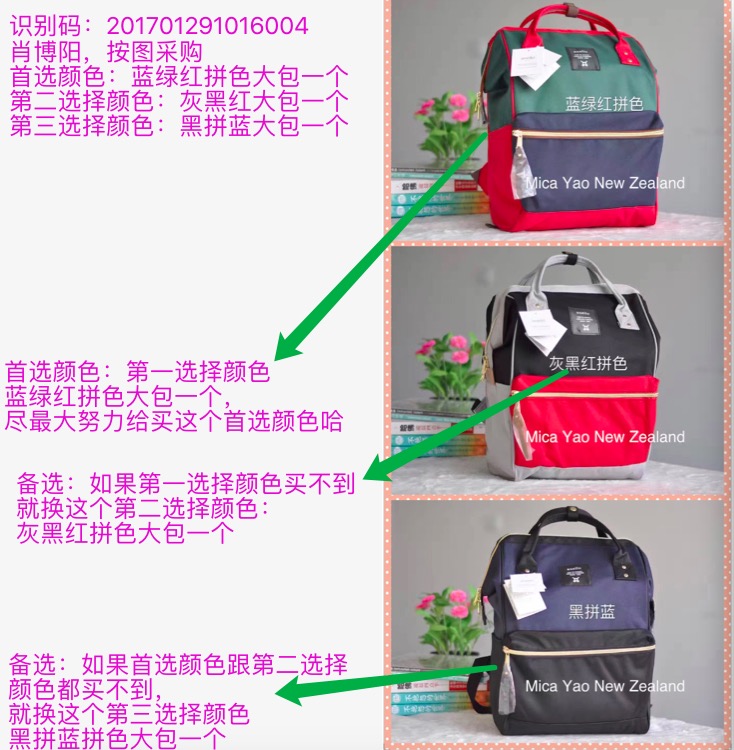 识别码：201701291016004
肖博阳，按图采购
首选颜色：蓝绿红拼色大包一个
第二选择颜色：灰黑红大包一个
第三选择颜色：黑拼蓝大包一个
蓝绿红拼色
Mica Yao New Zealand
首选颜色：第一选择颜色
蓝绿红拼色大包一个，
尽最大努力给买这个首选颜色哈
灰黑红拼色
Mica Yao New Zealand
备选：如果第一选择颜色买不到
就换这个第二选择颜色：
灰黑红拼色大包一个
黑拼蓝
Mica Yao New Zealand
备选：如果首选颜色跟第二选择
颜色都买不到，
就换这个第三选择颜色
黑拼蓝拼色大包一个